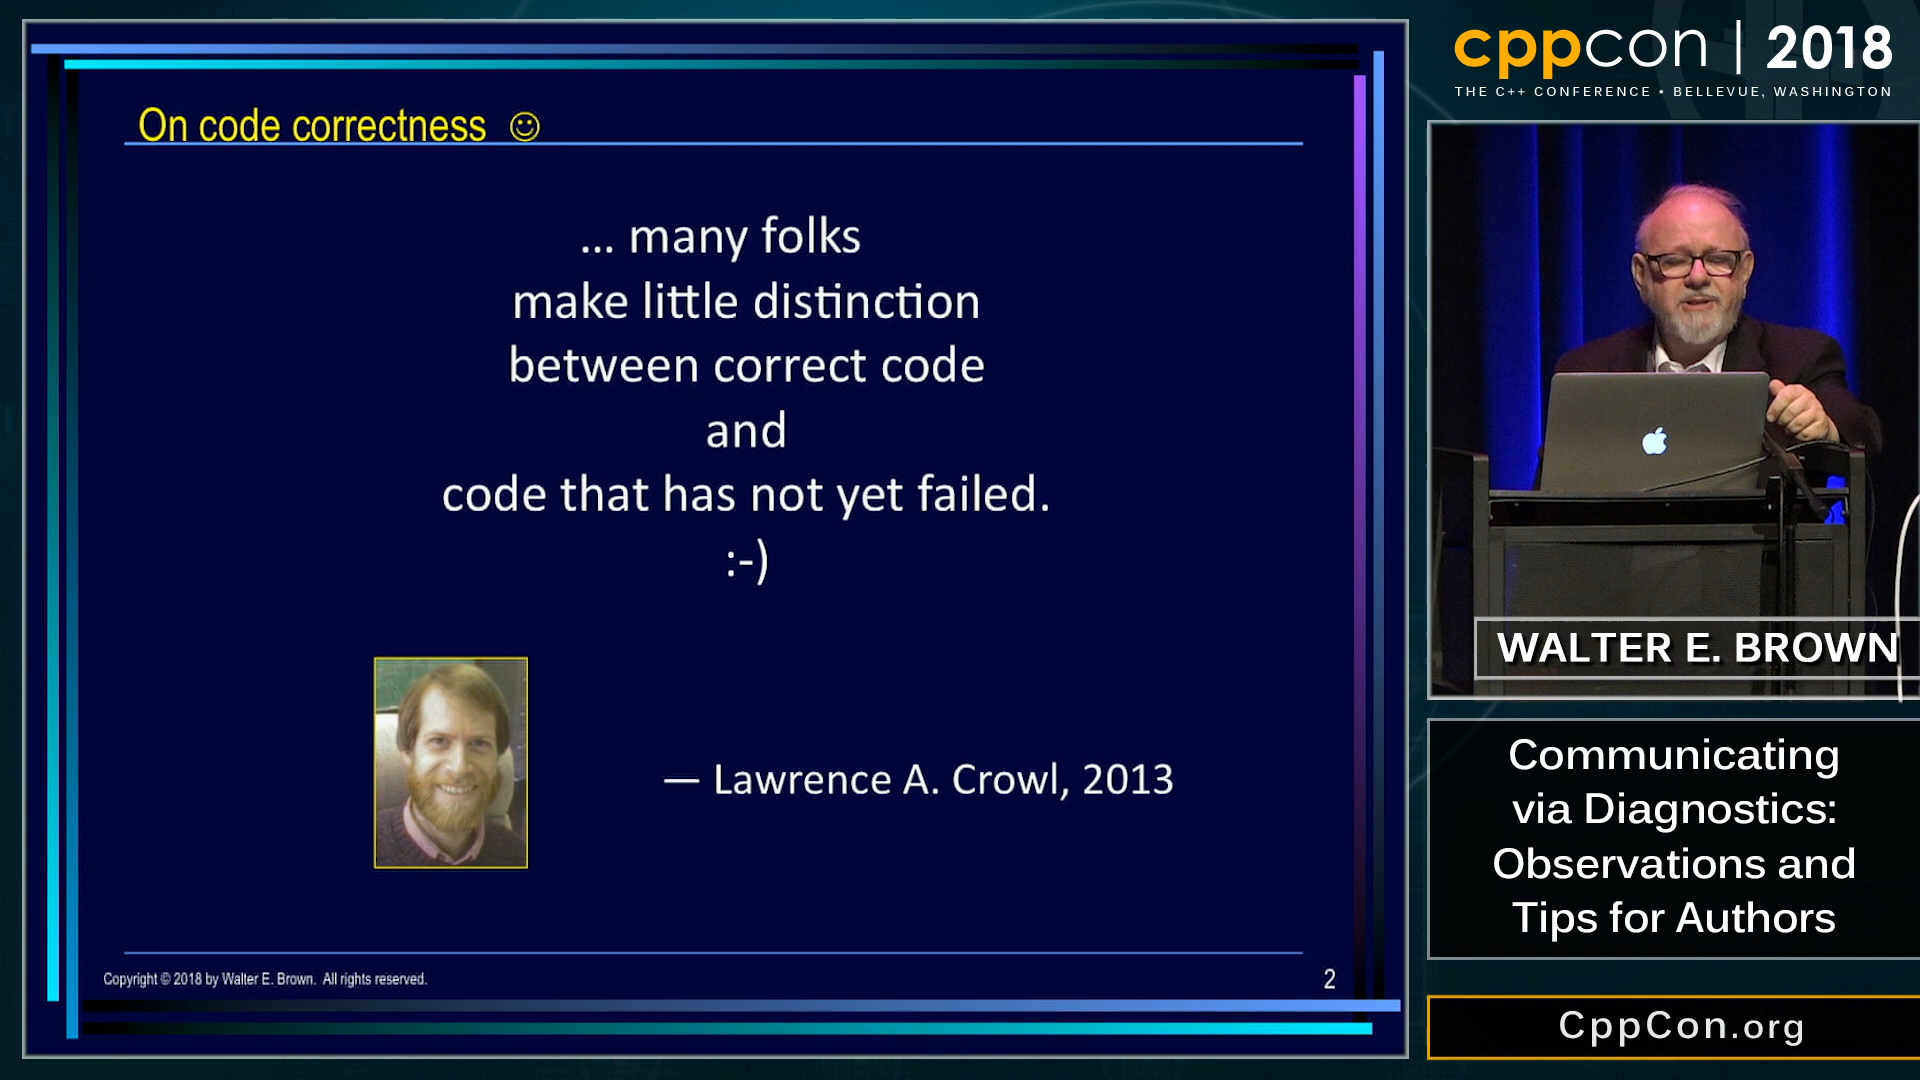 On code correctness ☺
... many folks
make little distinction
between correct code
and
code that has not yet failed.
:-)
— Lawrence A. Crowl, 2013
Copyright © 2018 by Walter E. Brown. All rights reserved.
2
cppcon | 2018
THE C++ CONFERENCE • BELLEVUE, WASHINGTON
WALTER E. BROWN
Communicating
via Diagnostics:
Observations and
Tips for Authors
CppCon.org